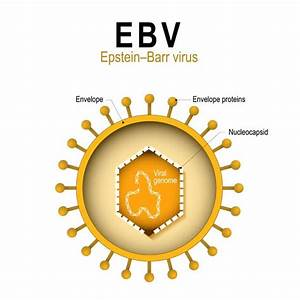 EBV
Epstein–Barr virus
Envelope
Envelope proteins
Nucleocapsid
Viral
genome